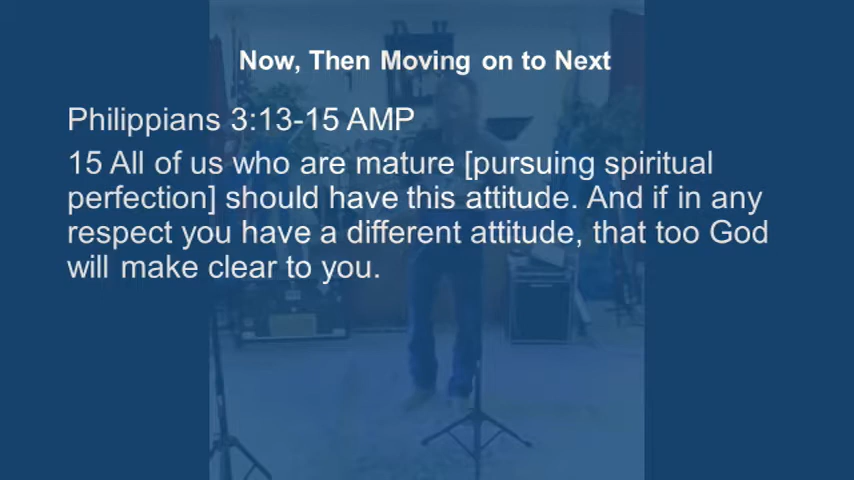 Now, Then Moving on to Next
Philippians 3:13-15 AMP
15 All of us who are mature [pursuing spiritual
perfection] should have this attitude. And if in any
respect you have a different attitude, that too God
will make clear to you.